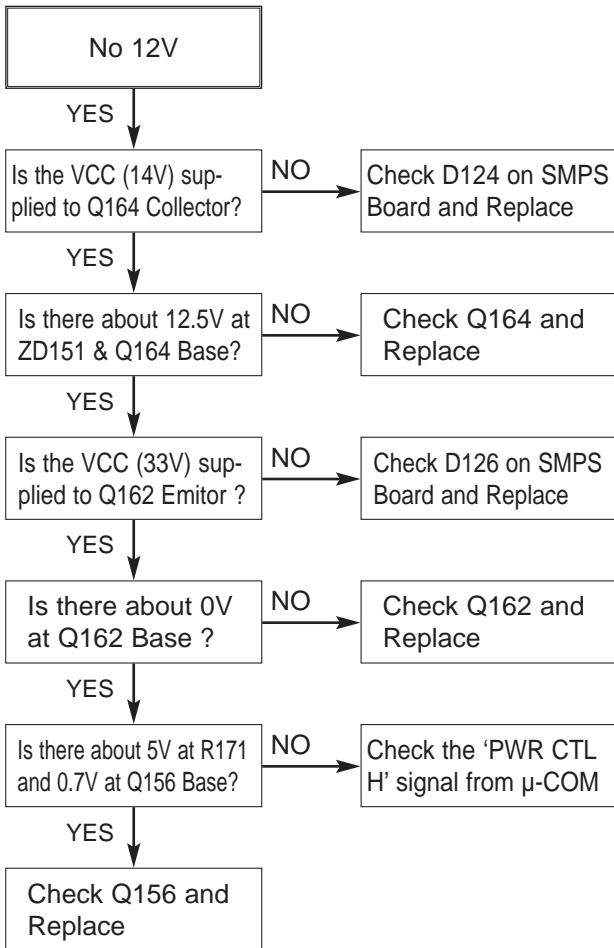 No 12V
YES
Is the VCC (14V) sup-
plied to Q164 Collector?
NO
Check D124 on SMPS
Board and Replace
YES
Is there about 12.5V at
ZD151 & Q164 Base?
NO
Check Q164 and
Replace
YES
Is the VCC (33V) sup-
plied to Q162 Emitor ?
NO
Check D126 on SMPS
Board and Replace
YES
Is there about 0V
at Q162 Base ?
NO
Check Q162 and
Replace
YES
Is there about 5V at R171
and 0.7V at Q156 Base?
NO
Check the ‘PWR CTL
H’ signal from µ-COM
YES
Check Q156 and
Replace